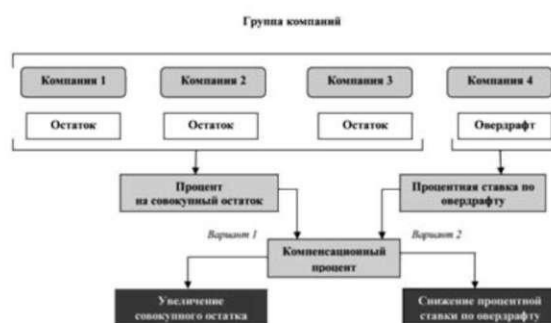 Группа компаний
Компания 1
Компания 2
Компания 3
Компания 4
Остаток
Остаток
Остаток
Овердрафт
Процент
на совокупный остаток
Процентная ставка по
овердрафту
Вариант 1
Компенсационный
процент
Вариант 2
Увеличение
совокупного остатка
Снижение процентной
ставки по овердрафту